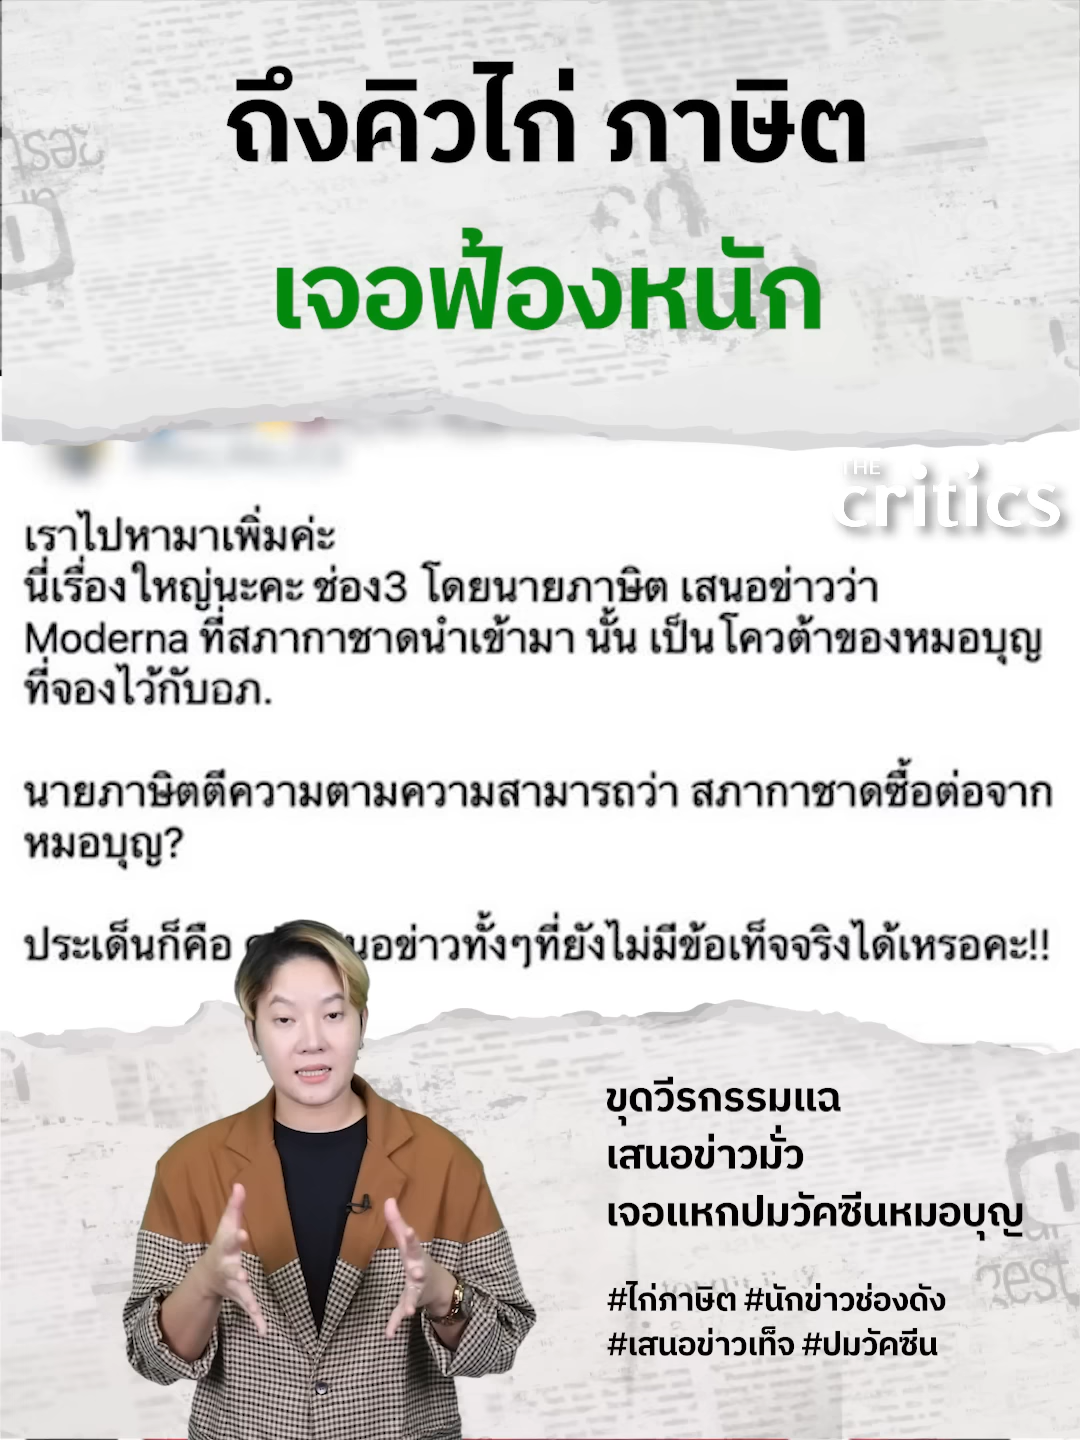 ถึงคิวไก่ ภาษิต
เจอฟ้องหนัก
THE
critics
เราไปหามาเพิ่มค่ะ
นี่เรื่องใหญ่นะคะ ช่อง3 โดยนายภาษิต เสนอข่าวว่า
Moderna ที่สภากาชาดนำเข้ามา นั้น เป็นโควต้าของหมอบุญ
ที่จองไว้กับอภ.
นายภาษิตตีความตามความสามารถว่า สภากาชาดซื้อต่อจาก
หมอบุญ?
ประเด็นก็คือ นอข่าวทั้งๆที่ยังไม่มีข้อเท็จจริงได้เหรอคะ!!
ขุดวีรกรรมแฉ
เสนอข่าวมั่ว
เจอแหกปมวัคซีนหมอบุญ
#ไก่ภาษิต #นักข่าวช่องดัง
#เสนอข่าวเท็จ #ปมวัคซีน